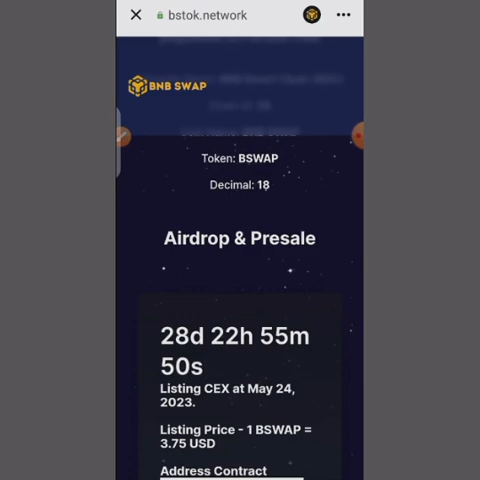 bstok.network
BNB SWAP
Token: BSWAP
Decimal: 18
Airdrop & Presale
28d 22h 55m
50s
Listing CEX at May 24,
2023.
Listing Price - 1 BSWAP =
3.75 USD
Address Contract